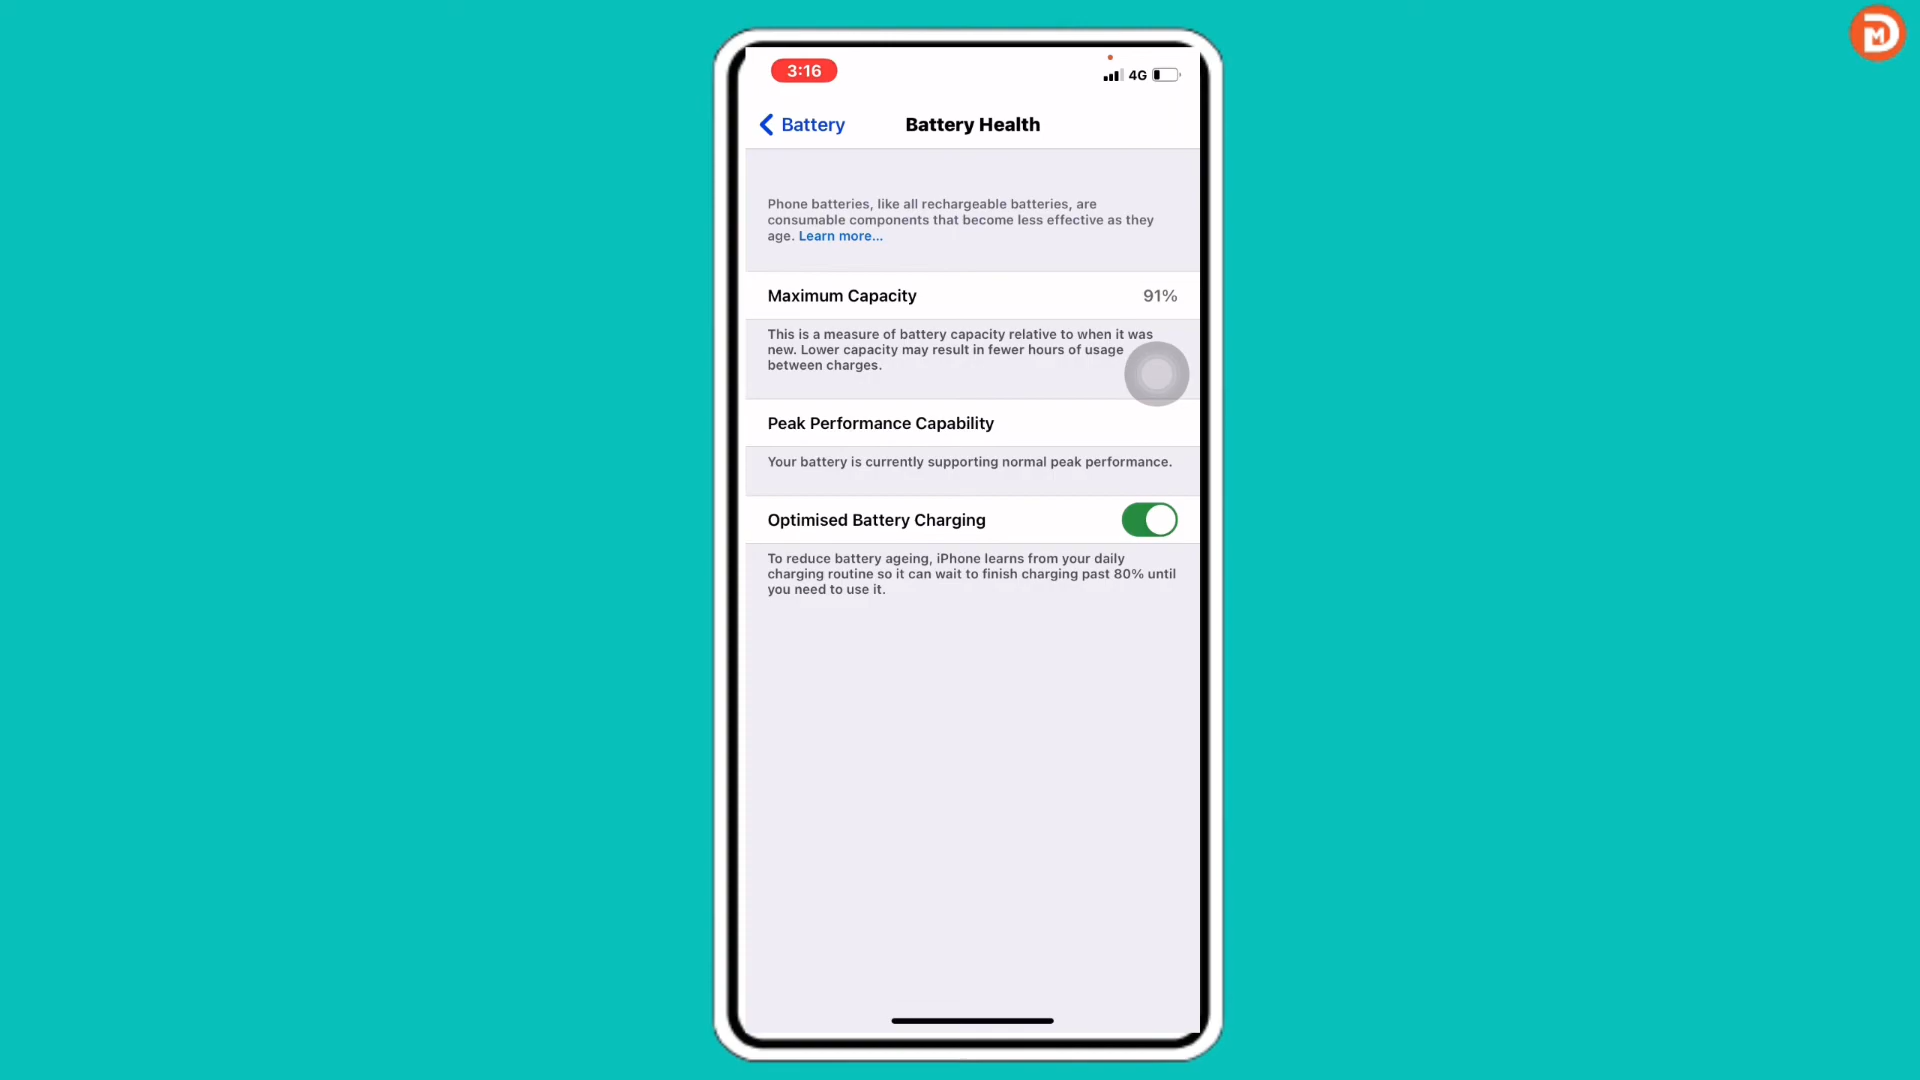 3:16
4G
Battery
Battery Health
Phone batteries, like all rechargeable batteries, are
consumable components that become less effective as they
age. Learn more...
Maximum Capacity
91%
This is a measure of battery capacity relative to when it was
new. Lower capacity may result in fewer hours of usage
between charges.
Peak Performance Capability
Your battery is currently supporting normal peak performance.
Optimised Battery Charging
To reduce battery ageing, iPhone learns from your daily
charging routine so it can wait to finish charging past 80% until
you need to use it.
DM